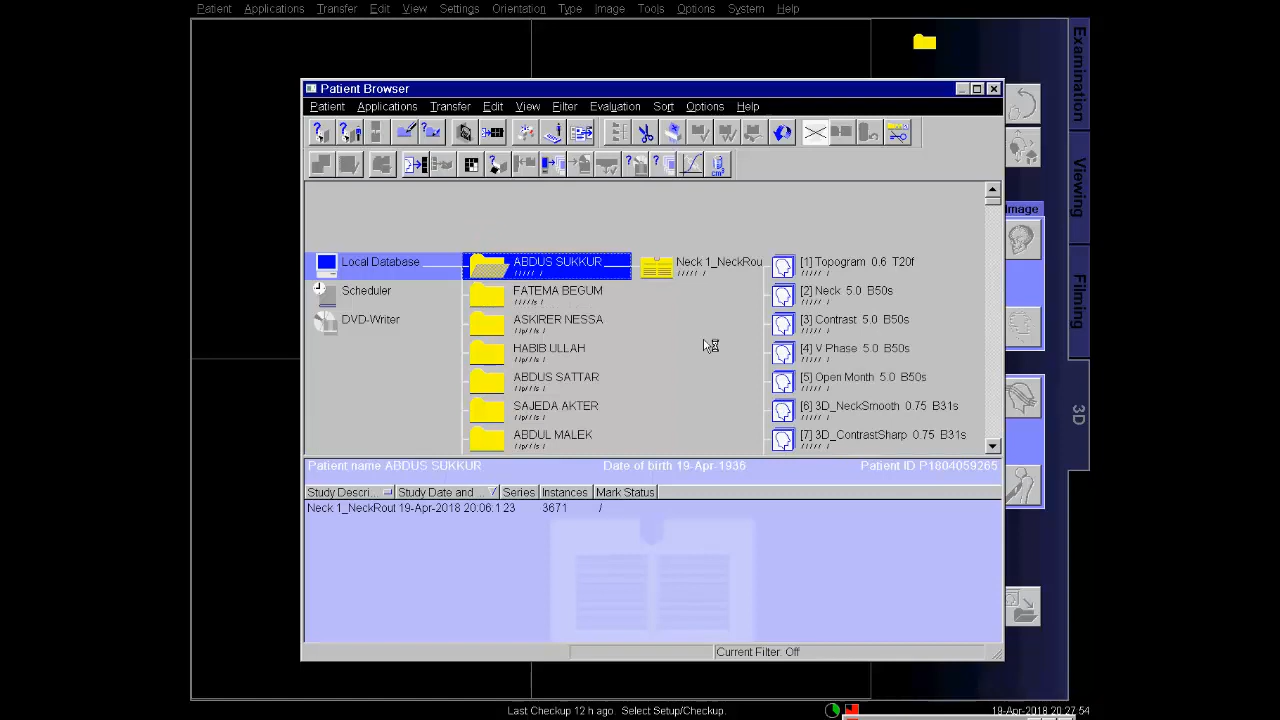 Patient Applications Transfer Edit View Settings Orientation Type Image Tools Options System Help
Patient Browser
Patient Applications Transfer Edit View Filter Evaluation Sort Options Help
Local Database
Scheduler
DVD-Writer
ABDUS SUKKUR
FATEMA BEGUM
ASKIRER NESSA
HABIB ULLAH
ABDUS SATTAR
SAJEDA AKTER
ABDUL MALEK
Neck 1_NeckRou
[1] Topogram 0.6 T20f
[2] Neck 5.0 B50s
[3] Contrast 5.0 B50s
[4] V Phase 5.0 B50s
[5] Open Month 5.0 B50s
[6] 3D_NeckSmooth 0.75 B31s
[7] 3D_ContrastSharp 0.75 B31s
Patient name ABDUS SUKKUR Date of birth 19-Apr-1936 Patient ID P1804059265
Study Descri... Study Date and ... Series Instances Mark Status
Neck 1_NeckRout 19-Apr-2018 20:06:1 23 3671 /
Current Filter: Off
Examination
Viewing
Filming
3D
Image
Last Checkup 12 h ago. Select Setup/Checkup.
19-Apr-2018 20:27:54